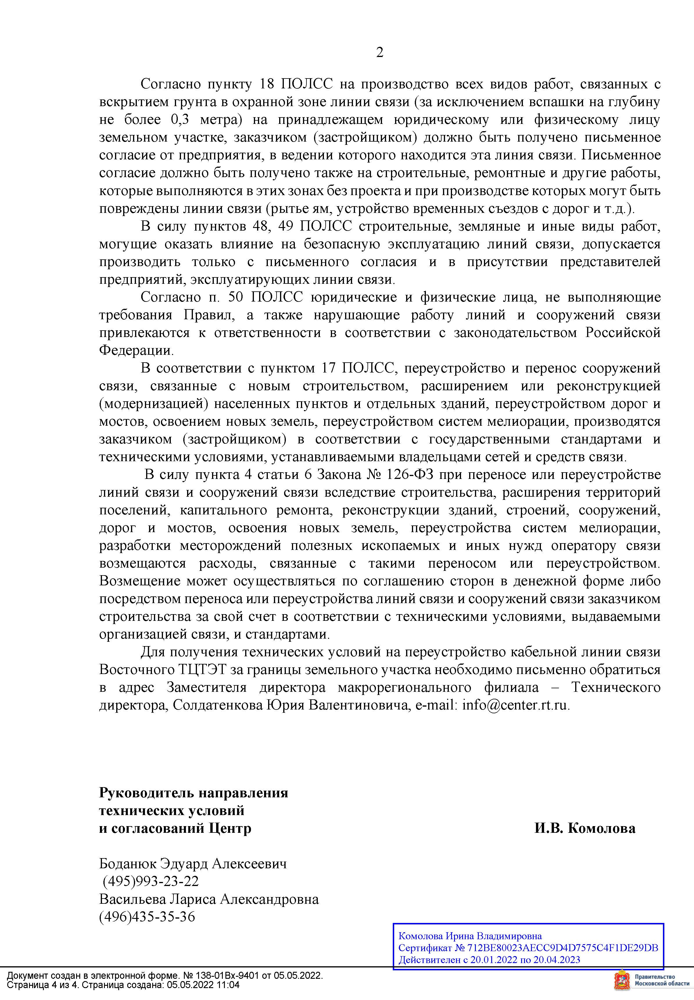 2
Согласно пункту 18 ПОЛСС на производство всех видов работ, связанных с
вскрытием грунта в охранной зоне линии связи (за исключением вспашки на глубину
не более 0,3 метра) на принадлежащем юридическому или физическому лицу
земельном участке, заказчиком (застройщиком) должно быть получено письменное
согласие от предприятия, в ведении которого находится эта линия связи. Письменное
согласие должно быть получено также на строительные, ремонтные и другие работы,
которые выполняются в этих зонах без проекта и при производстве которых могут быть
повреждены линии связи (рытье ям, устройство временных съездов с дорог и т.д.).
В силу пунктов 48, 49 ПОЛСС строительные, земляные и иные виды работ,
могущие оказать влияние на безопасную эксплуатацию линий связи, допускается
производить только с письменного согласия и в присутствии представителей
предприятий, эксплуатирующих линии связи.
Согласно п. 50 ПОЛСС юридические и физические лица, не выполняющие
требования Правил, а также нарушающие работу линий и сооружений связи
привлекаются к ответственности в соответствии с законодательством Российской
Федерации.
В соответствии с пунктом 17 ПОЛСС, переустройство и перенос сооружений
связи, связанные с новым строительством, расширением или реконструкцией
(модернизацией) населенных пунктов и отдельных зданий, переустройством дорог и
мостов, освоением новых земель, переустройством систем мелиорации, производятся
заказчиком (застройщиком) в соответствии с государственными стандартами и
техническими условиями, устанавливаемыми владельцами сетей и средств связи.
В силу пункта 4 статьи 6 Закона № 126-ФЗ при переносе или переустройстве
линий связи и сооружений связи вследствие строительства, расширения территорий
поселений, капитального ремонта, реконструкции зданий, строений, сооружений,
дорог и мостов, освоения новых земель, переустройства систем мелиорации,
разработки месторождений полезных ископаемых и иных нужд оператору связи
возмещаются расходы, связанные с такими переносом или переустройством.
Возмещение может осуществляться по соглашению сторон в денежной форме либо
посредством переноса или переустройства линий связи и сооружений связи заказчиком
строительства за свой счет в соответствии с техническими условиями, выдаваемыми
организацией связи, и стандартами.
Для получения технических условий на переустройство кабельной линии связи
Восточного ТЦТЭТ за границы земельного участка необходимо письменно обратиться
в адрес Заместителя директора макрорегионального филиала – Технического
директора, Солдатенкова Юрия Валентиновича, e-mail: info@center.rt.ru.
Руководитель направления
технических условий
и согласований Центр И.В. Комолова
Боданюк Эдуард Алексеевич
(495)993-23-22
Васильева Лариса Александровна
(496)435-35-36
Комолова Ирина Владимировна
Сертификат № 712BE80023AECC9D4D7575C4F1DE29DB
Действителен с 20.01.2022 по 20.04.2023
Документ создан в электронной форме. № 138-01Вх-9401 от 05.05.2022.
Страница 4 из 4. Страница создана: 05.05.2022 11:04
Правительство
Московской области